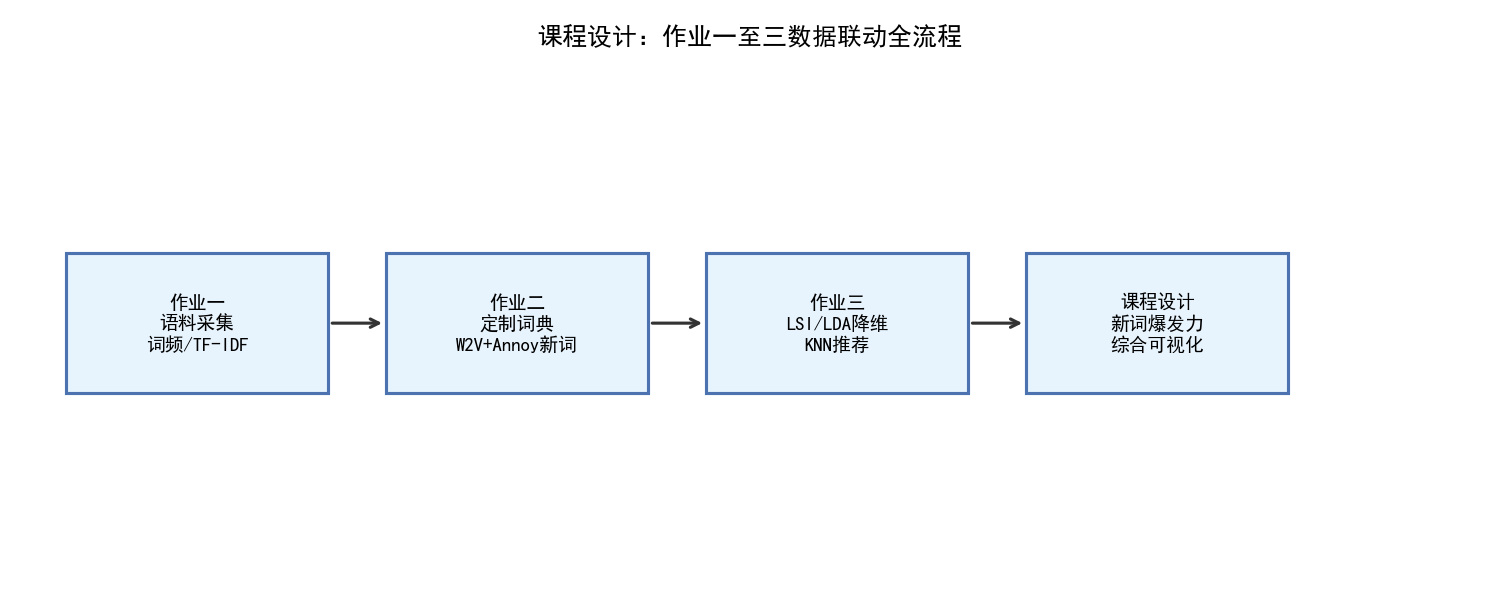 课程设计：作业一至三数据联动全流程
作业一
语料采集
词频/TF-IDF
作业二
定制词典
W2V+Annoy新词
作业三
LSI/LDA降维
KNN推荐
课程设计
新词爆发力
综合可视化